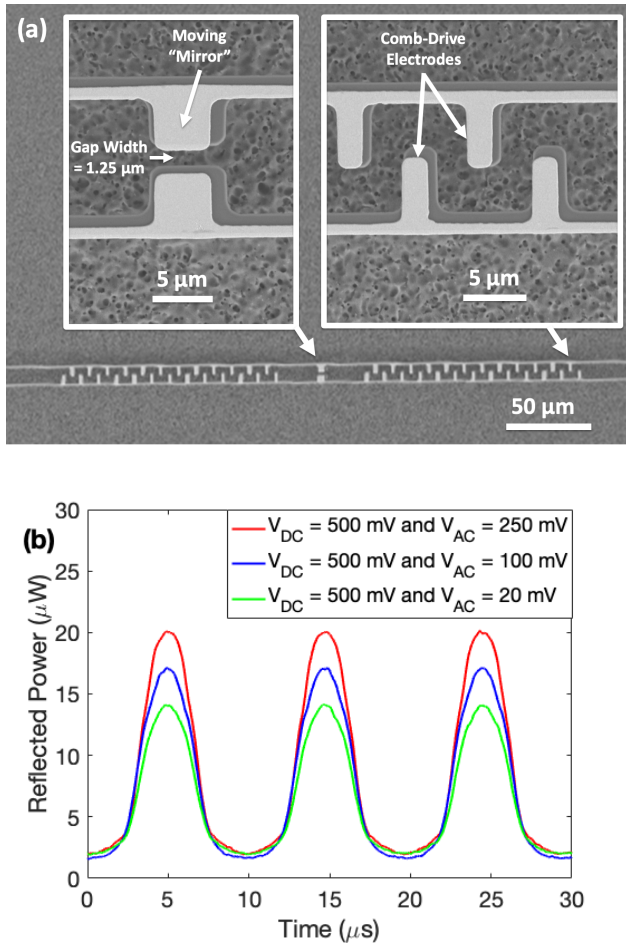 (a)
Moving
“Mirror”
Gap Width
= 1.25 μm
5 μm
Comb-Drive
Electrodes
5 μm
50 μm
(b)
V_DC = 500 mV and V_AC = 250 mV
V_DC = 500 mV and V_AC = 100 mV
V_DC = 500 mV and V_AC = 20 mV
Reflected Power (μW)
30
25
20
15
10
5
0
0 5 10 15 20 25 30
Time (μs)